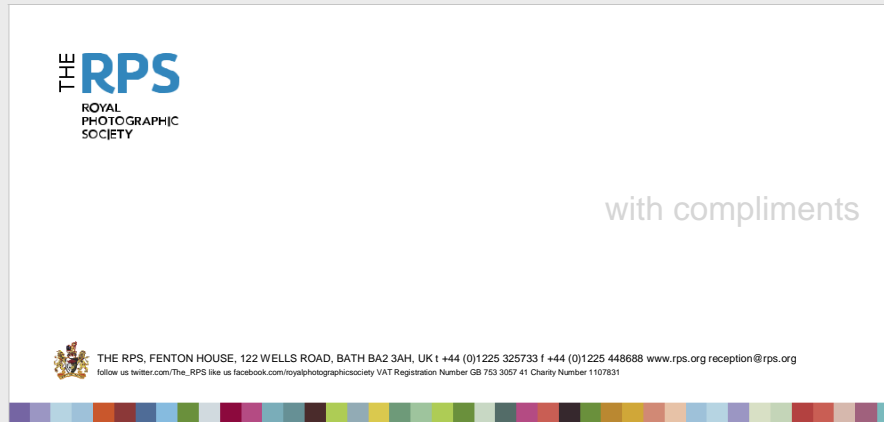 THE
RPS
ROYAL
PHOTOGRAPHIC
SOCIETY
with compliments
THE RPS, FENTON HOUSE, 122 WELLS ROAD, BATH BA2 3AH, UK t +44 (0)1225 325733 f +44 (0)1225 448688 www.rps.org reception@rps.org
follow us twitter.com/The_RPS like us facebook.com/royalphotographicsociety VAT Registration Number GB 753 3057 41 Charity Number 1107831